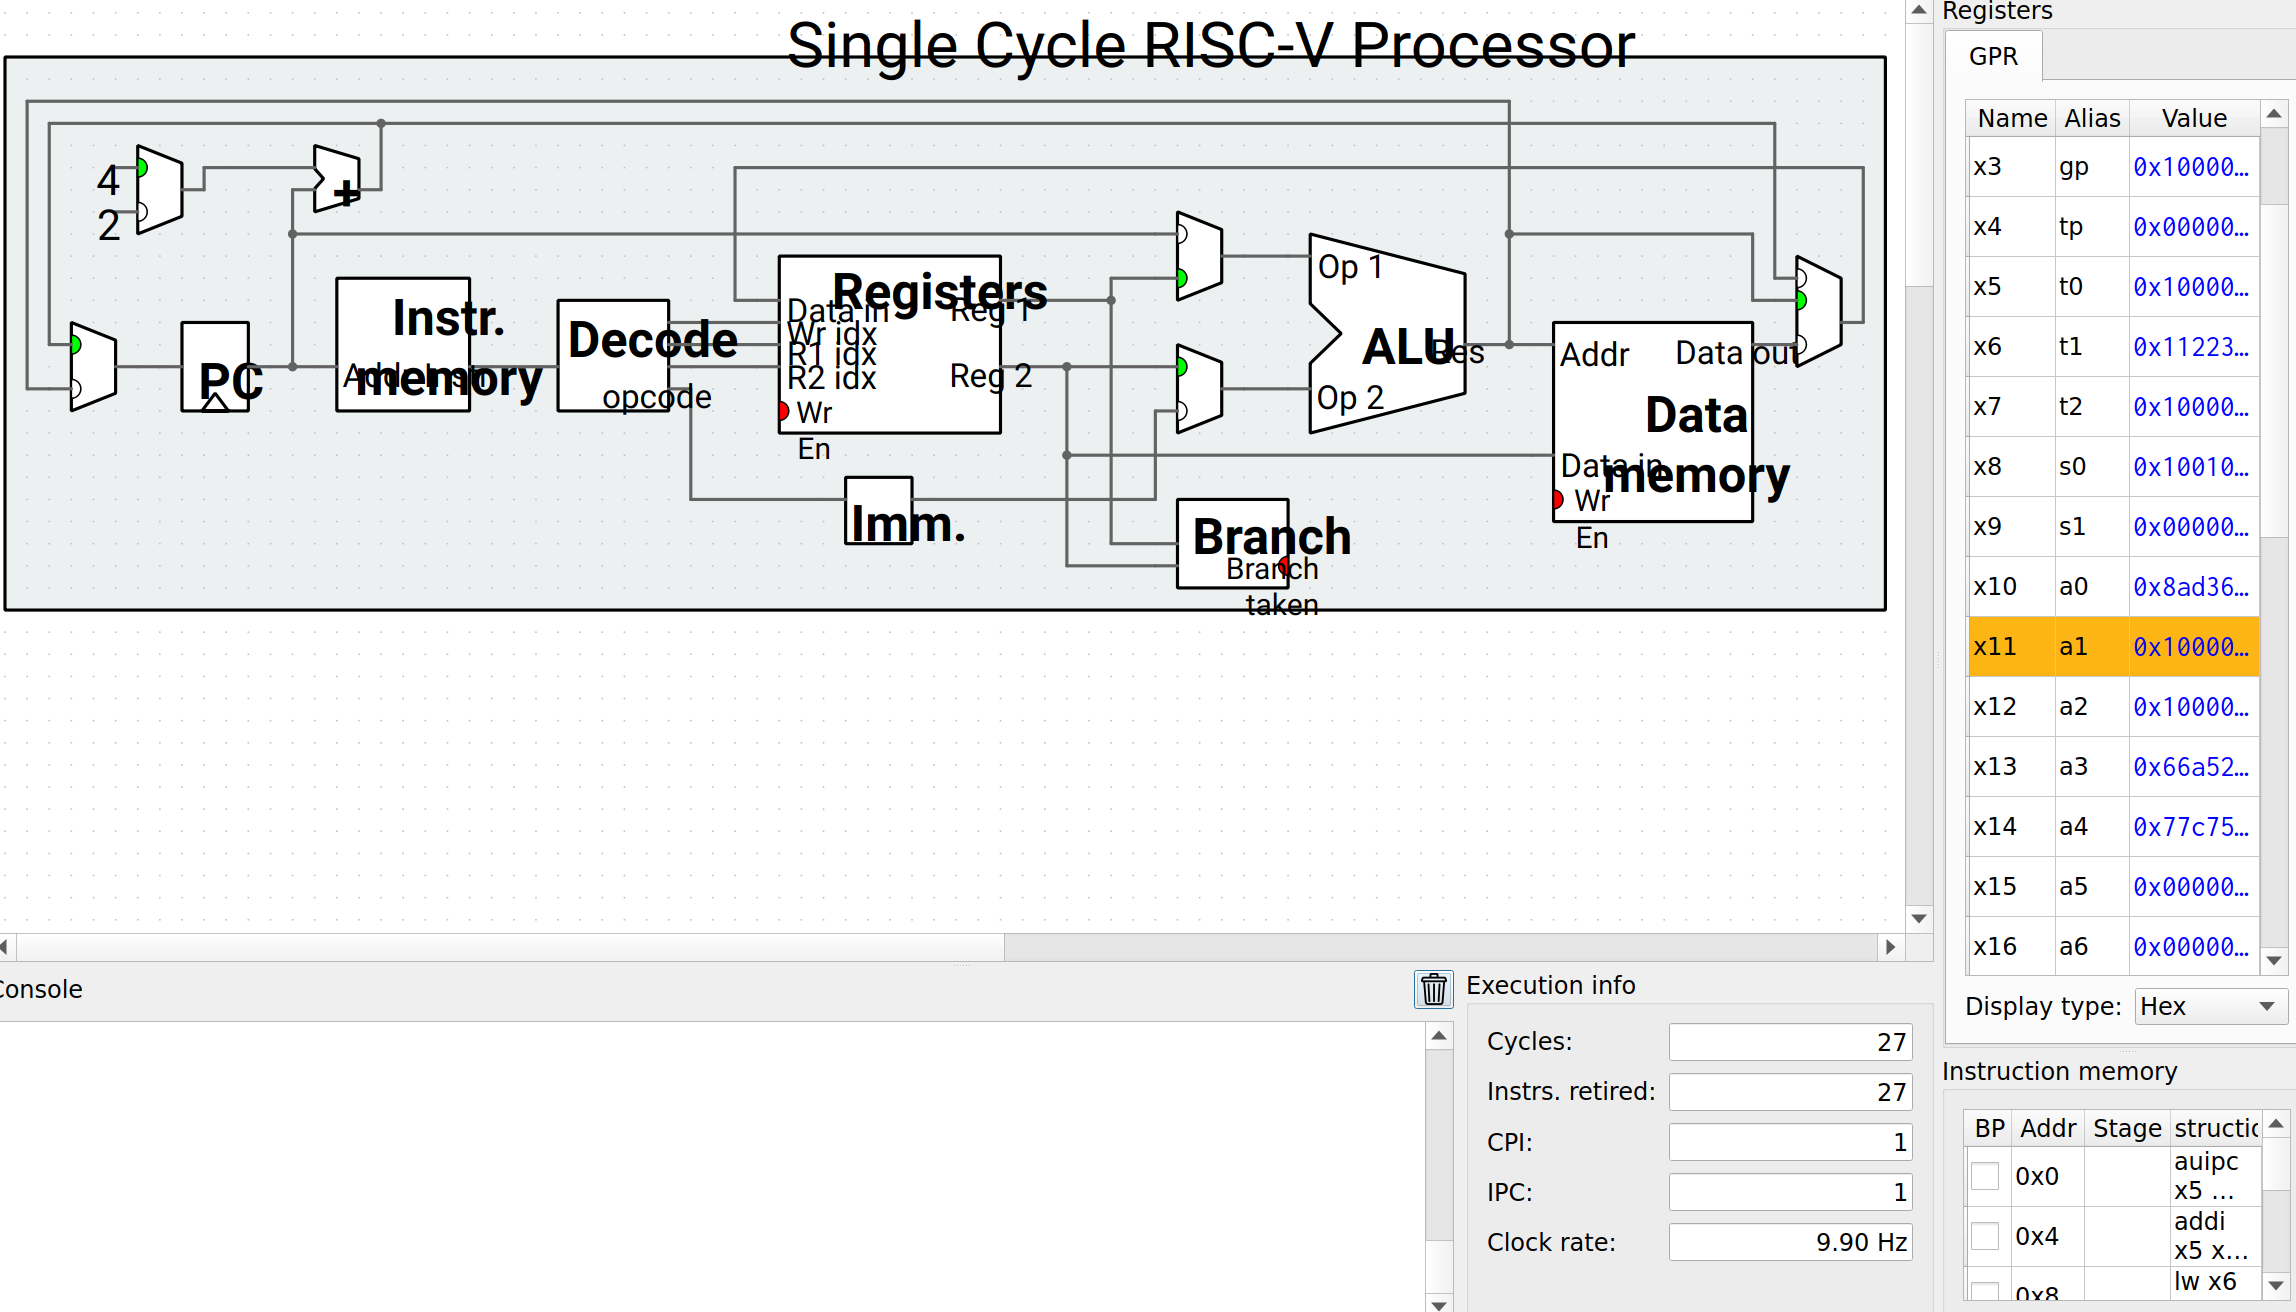 Single Cycle RISC-V Processor
4
2
+
PC
Instr.
memory
Addr
Decode
opcode
Registers
Data in
Wr idx
R1 idx
R2 idx
Wr
En
Reg 1
Reg 2
Imm.
Op 1
Op 2
ALU
Res
Branch
Branch
taken
Addr
Data out
Data
memory
Data in
Wr
En
Console
Execution info
Cycles: 27
Instrs. retired: 27
CPI: 1
IPC: 1
Clock rate: 9.90 Hz
Registers
GPR
Name Alias Value
x3 gp 0x10000...
x4 tp 0x00000...
x5 t0 0x10000...
x6 t1 0x11223...
x7 t2 0x10000...
x8 s0 0x10010...
x9 s1 0x00000...
x10 a0 0x8ad36...
x11 a1 0x10000...
x12 a2 0x10000...
x13 a3 0x66a52...
x14 a4 0x77c75...
x15 a5 0x00000...
x16 a6 0x00000...
Display type: Hex
Instruction memory
BP Addr Stage structic
0x0 auipc
x5 ...
0x4 addi
x5 x...
0x8 lw x6